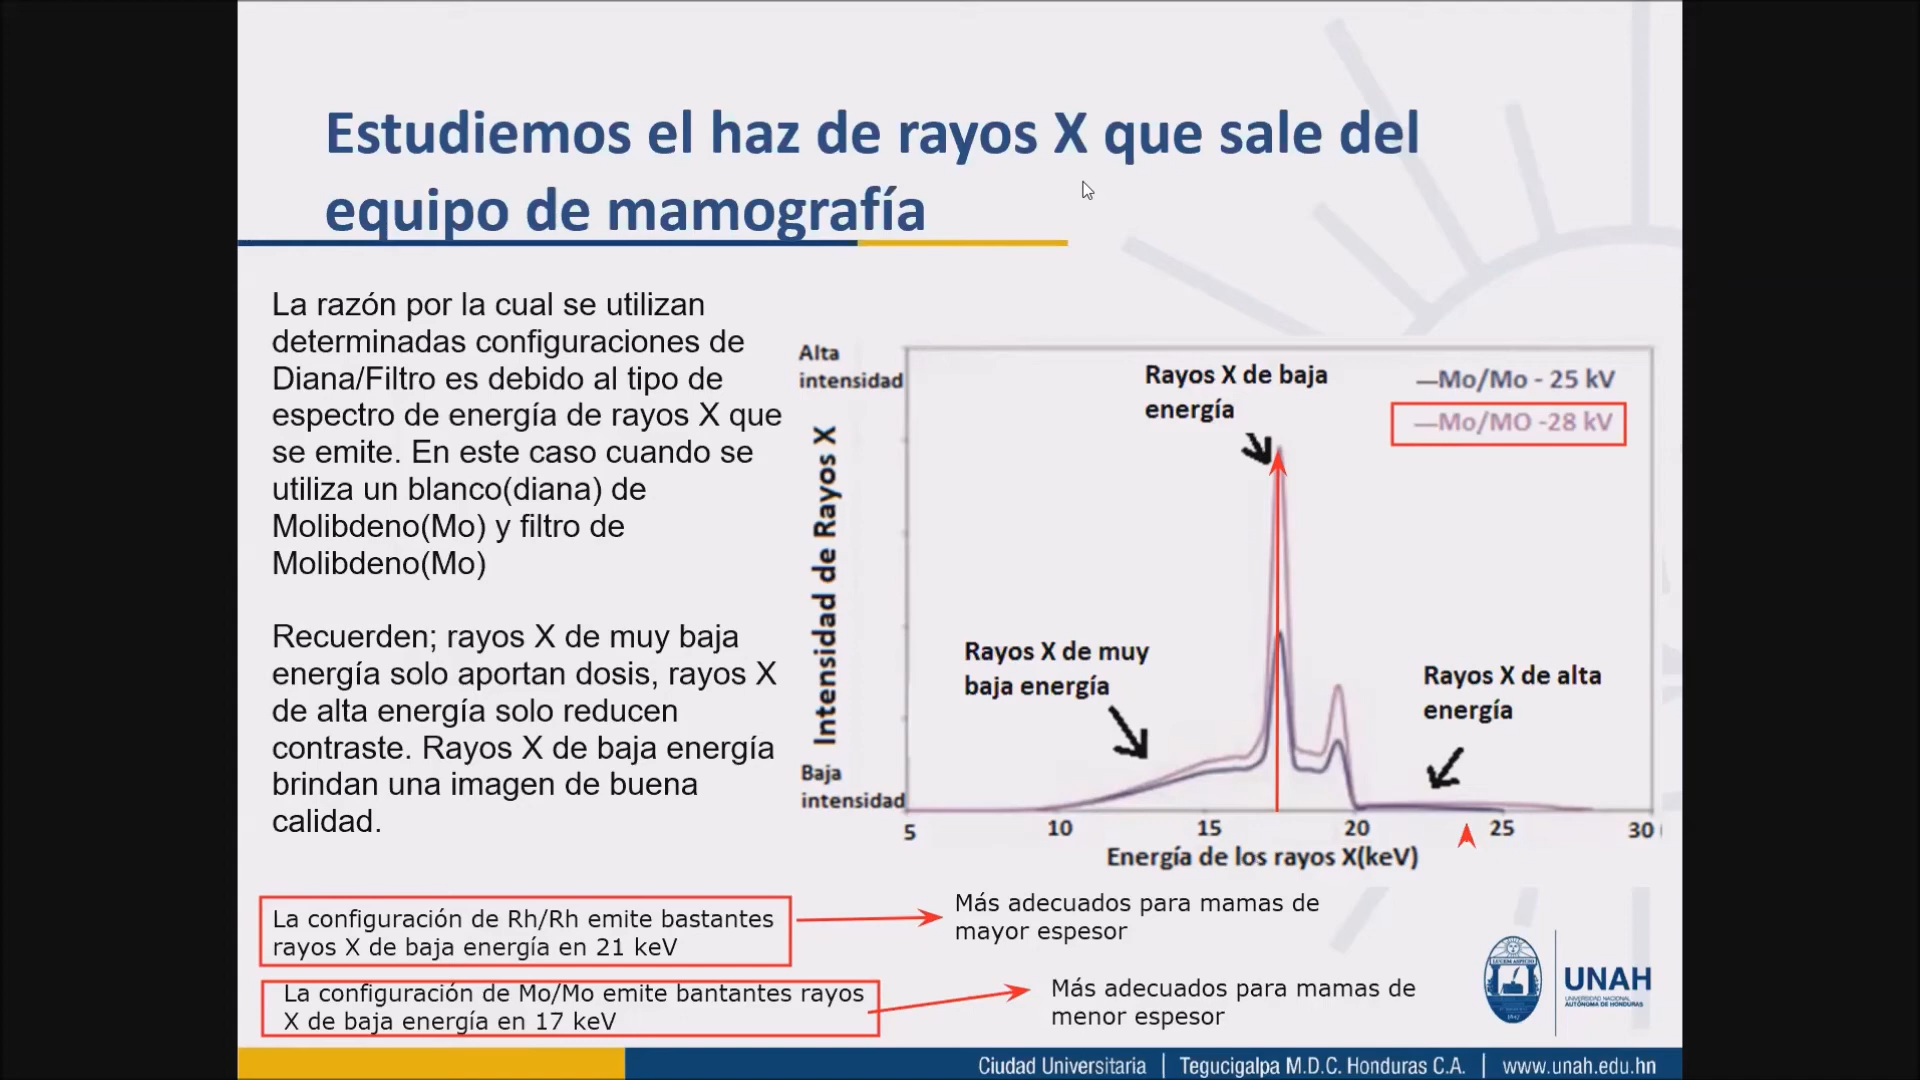 Estudiemos el haz de rayos X que sale del
equipo de mamografía
La razón por la cual se utilizan
determinadas configuraciones de
Diana/Filtro es debido al tipo de
espectro de energía de rayos X que
se emite. En este caso cuando se
utiliza un blanco(diana) de
Molibdeno(Mo) y filtro de
Molibdeno(Mo)
Recuerden; rayos X de muy baja
energía solo aportan dosis, rayos X
de alta energía solo reducen
contraste. Rayos X de baja energía
brindan una imagen de buena
calidad.
Alta
intensidad
Intensidad de Rayos X
Baja
intensidad
Rayos X de baja
energía
Mo/Mo - 25 kV
Mo/MO -28 kV
Rayos X de muy
baja energía
Rayos X de alta
energía
5 10 15 20 25 30
Energía de los rayos X(keV)
La configuración de Rh/Rh emite bastantes
rayos X de baja energía en 21 keV
Más adecuados para mamas de
mayor espesor
La configuración de Mo/Mo emite bantantes rayos
X de baja energía en 17 keV
Más adecuados para mamas de
menor espesor
UNAH
UNIVERSIDAD NACIONAL
AUTÓNOMA DE HONDURAS
Ciudad Universitaria | Tegucigalpa M.D.C. Honduras C.A. | www.unah.edu.hn